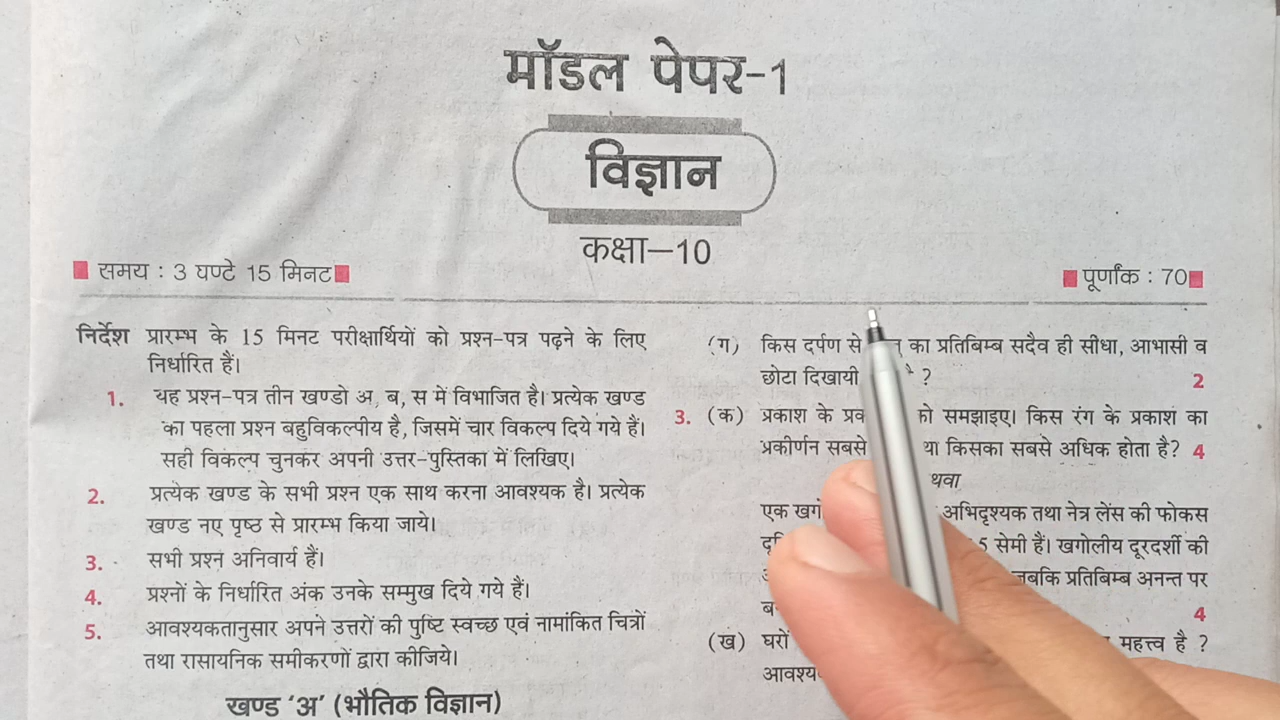 मॉडल पेपर-1
विज्ञान
कक्षा—10
समय : 3 घण्टे 15 मिनट
पूर्णांक : 70
निर्देश प्रारम्भ के 15 मिनट परीक्षार्थियों को प्रश्न-पत्र पढ़ने के लिए
निर्धारित हैं।
1. यह प्रश्न-पत्र तीन खण्डो अ, ब, स में विभाजित है। प्रत्येक खण्ड
का पहला प्रश्न बहुविकल्पीय है, जिसमें चार विकल्प दिये गये हैं।
सही विकल्प चुनकर अपनी उत्तर-पुस्तिका में लिखिए।
2. प्रत्येक खण्ड के सभी प्रश्न एक साथ करना आवश्यक है। प्रत्येक
खण्ड नए पृष्ठ से प्रारम्भ किया जाये।
3. सभी प्रश्न अनिवार्य हैं।
4. प्रश्नों के निर्धारित अंक उनके सम्मुख दिये गये हैं।
5. आवश्यकतानुसार अपने उत्तरों की पुष्टि स्वच्छ एवं नामांकित चित्रों
तथा रासायनिक समीकरणों द्वारा कीजिये।
खण्ड ‘अ’ (भौतिक विज्ञान)
(ग) किस दर्पण से का प्रतिबिम्ब सदैव ही सीधा, आभासी व
छोटा दिखायी ? 2
3. (क) प्रकाश के को समझाइए। किस रंग के प्रकाश का
प्रकीर्णन सबसे किसका सबसे अधिक होता है? 4
एक अभिदृश्यक तथा नेत्र लेंस की फोकस
5 सेमी हैं। खगोलीय दूरदर्शी की
प्रतिबिम्ब अनन्त पर
4
(ख) घरों महत्त्व है ?